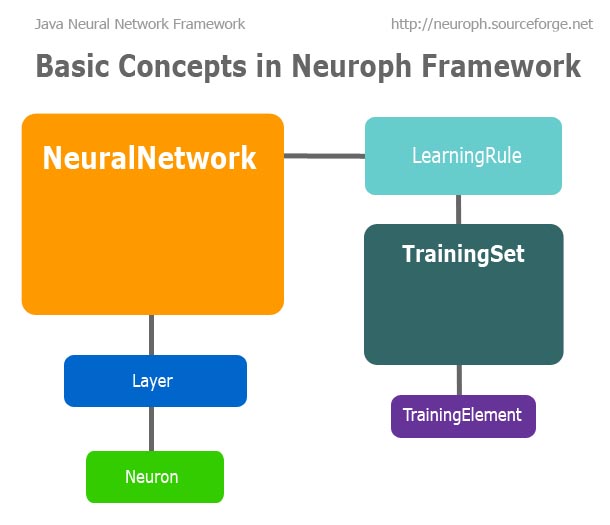 Java Neural Network Framework
http://neuroph.sourceforge.net
Basic Concepts in Neuroph Framework
NeuralNetwork
LearningRule
TrainingSet
Layer
TrainingElement
Neuron